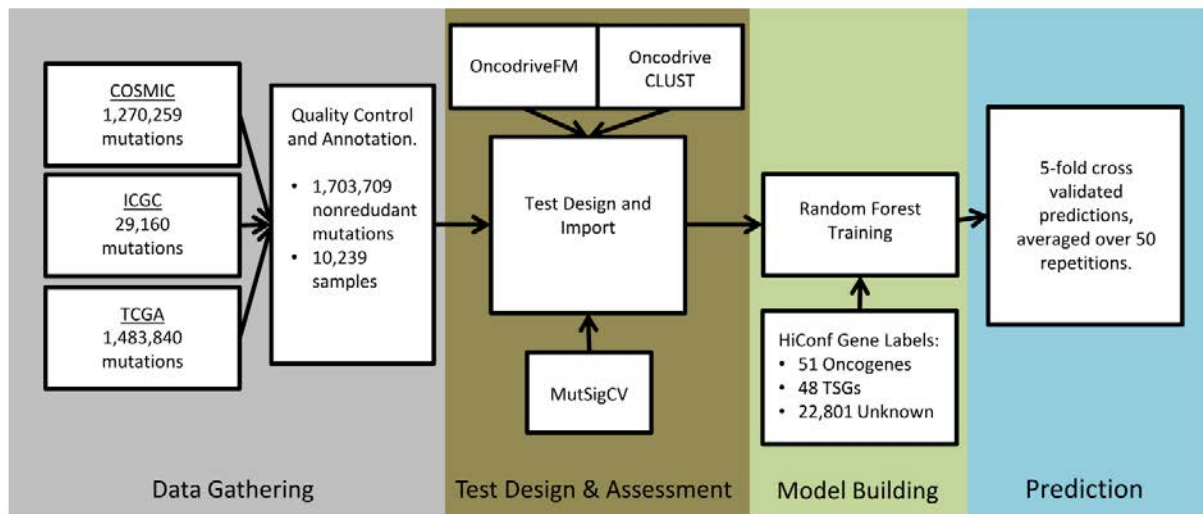 COSMIC
1,270,259
mutations
ICGC
29,160
mutations
TCGA
1,483,840
mutations
Quality Control
and Annotation.
• 1,703,709
nonredudant
mutations
• 10,239
samples
Data Gathering
OncodriveFM
Oncodrive
CLUST
Test Design and
Import
MutSigCV
Test Design & Assessment
Random Forest
Training
HiConf Gene Labels:
• 51 Oncogenes
• 48 TSGs
• 22,801 Unknown
Model Building
5-fold cross
validated
predictions,
averaged over 50
repetitions.
Prediction